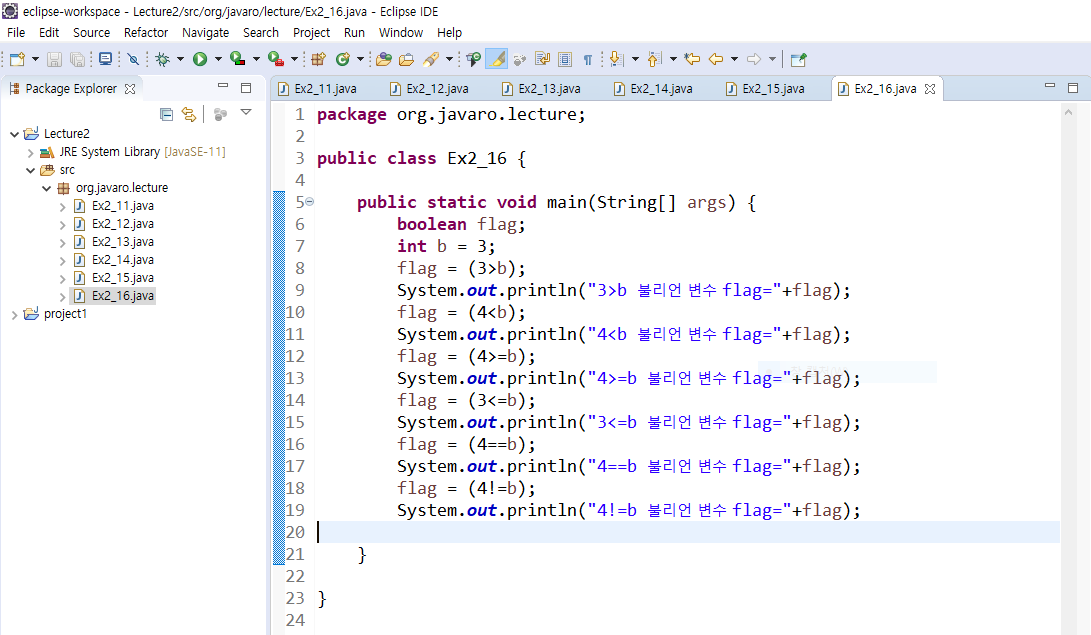 eclipse-workspace - Lecture2/src/org/javaro/lecture/Ex2_16.java - Eclipse IDE
File Edit Source Refactor Navigate Search Project Run Window Help
Package Explorer
Ex2_11.java Ex2_12.java Ex2_13.java Ex2_14.java Ex2_15.java Ex2_16.java
Lecture2
JRE System Library [JavaSE-11]
src
org.javaro.lecture
Ex2_11.java
Ex2_12.java
Ex2_13.java
Ex2_14.java
Ex2_15.java
Ex2_16.java
project1
1 package org.javaro.lecture;
2
3 public class Ex2_16 {
4
5 public static void main(String[] args) {
6 boolean flag;
7 int b = 3;
8 flag = (3>b);
9 System.out.println("3>b 불리언 변수 flag="+flag);
10 flag = (4<b);
11 System.out.println("4<b 불리언 변수 flag="+flag);
12 flag = (4>=b);
13 System.out.println("4>=b 불리언 변수 flag="+flag);
14 flag = (3<=b);
15 System.out.println("3<=b 불리언 변수 flag="+flag);
16 flag = (4==b);
17 System.out.println("4==b 불리언 변수 flag="+flag);
18 flag = (4!=b);
19 System.out.println("4!=b 불리언 변수 flag="+flag);
20
21 }
22
23 }
24